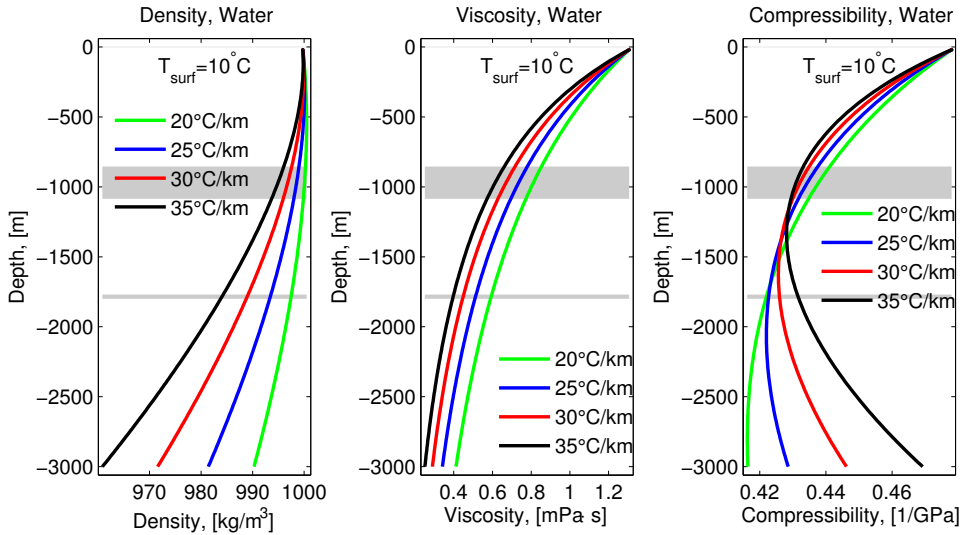 Density, Water
0
−500
−1000
−1500
−2000
−2500
−3000
Depth, [m]
T_surf=10°C
20°C/km
25°C/km
30°C/km
35°C/km
970 980 990 1000
Density, [kg/m³]
Viscosity, Water
0
−500
−1000
−1500
−2000
−2500
−3000
Depth, [m]
T_surf=10°C
20°C/km
25°C/km
30°C/km
35°C/km
0.4 0.6 0.8 1 1.2
Viscosity, [mPa· s]
Compressibility, Water
0
−500
−1000
−1500
−2000
−2500
−3000
Depth, [m]
T_surf=10°C
20°C/km
25°C/km
30°C/km
35°C/km
0.42 0.44 0.46
Compressibility, [1/GPa]